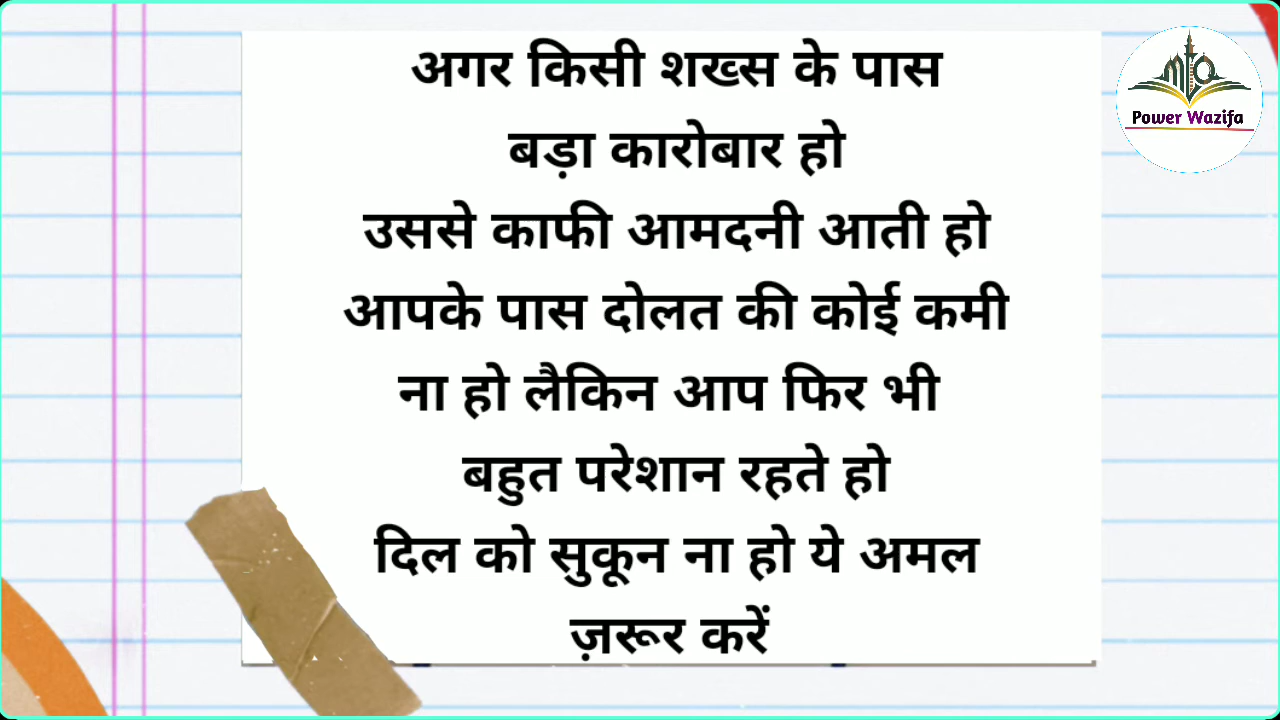 अगर किसी शख्स के पास
बड़ा कारोबार हो
उससे काफी आमदनी आती हो
आपके पास दोलत की कोई कमी
ना हो लैकिन आप फिर भी
बहुत परेशान रहते हो
दिल को सुकून ना हो ये अमल
ज़रूर करें
Power Wazifa